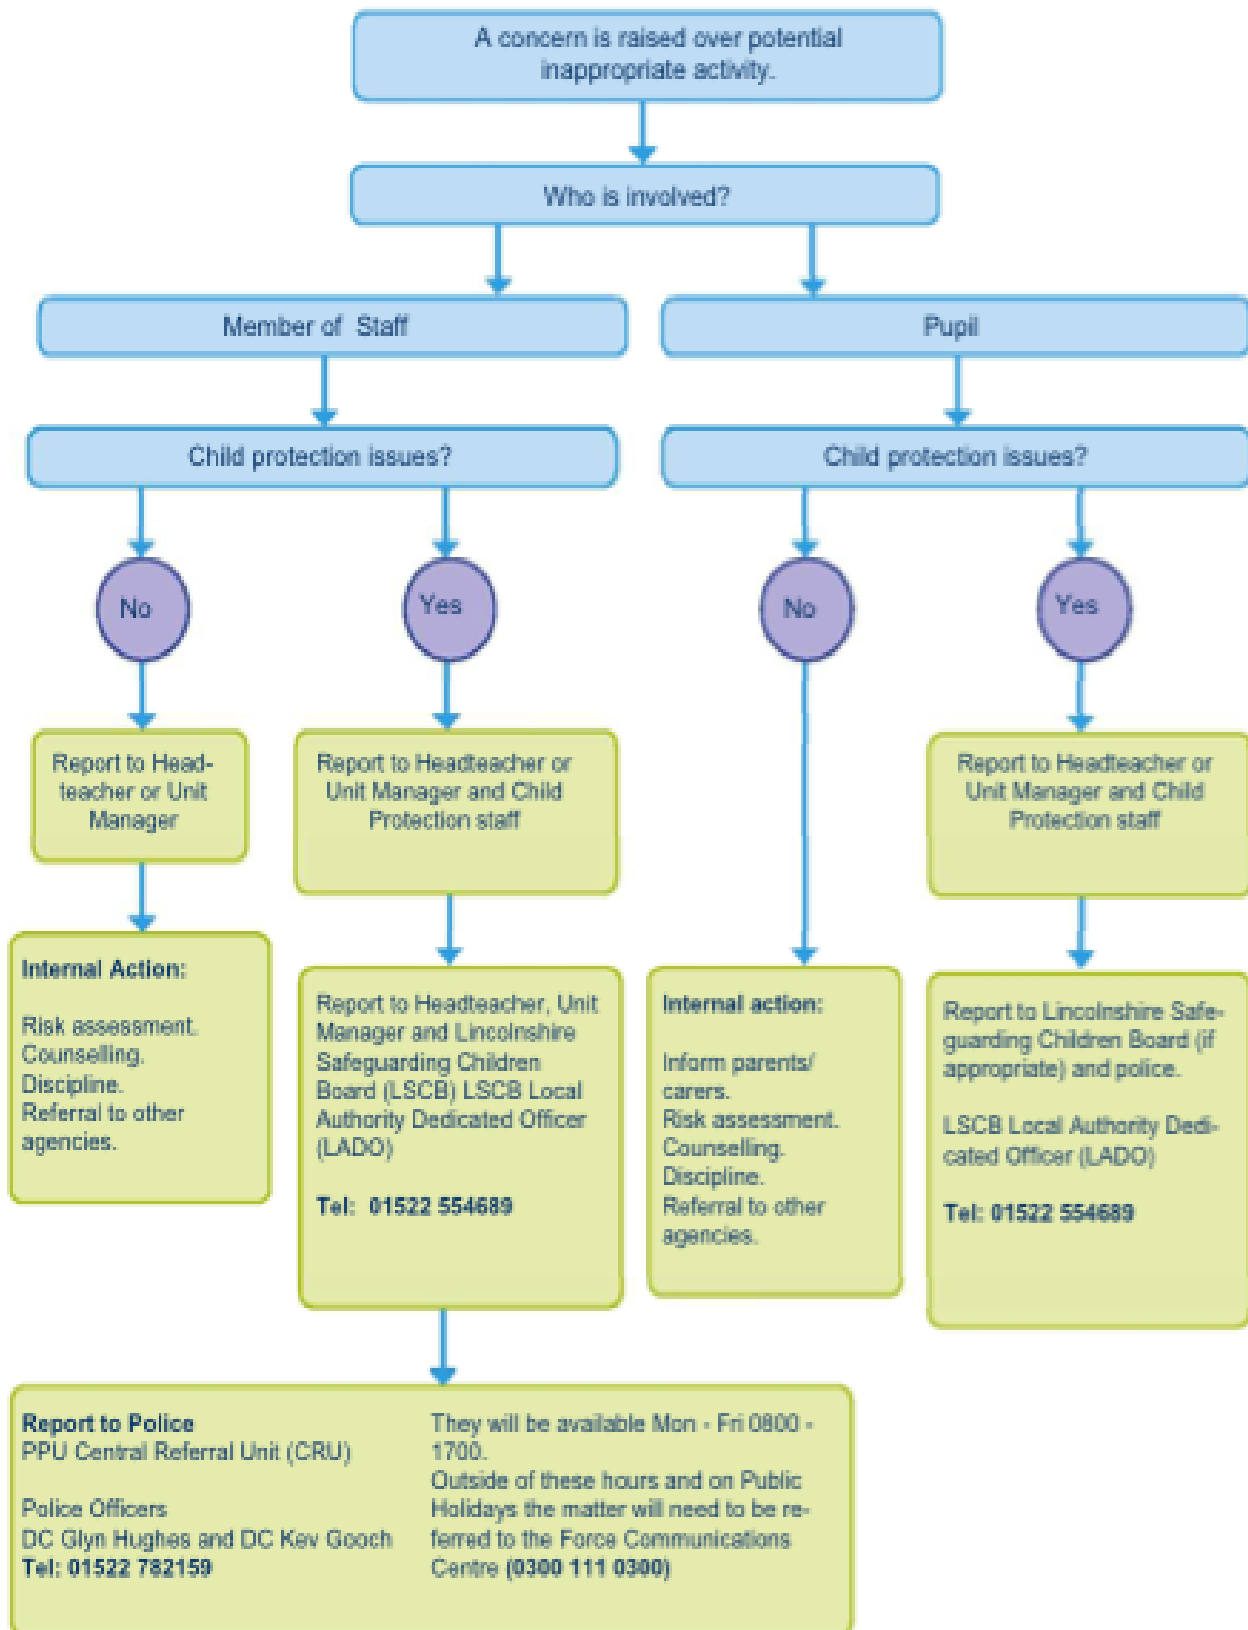 A concern is raised over potential
inappropriate activity.
Who is involved?
Member of Staff
Pupil
Child protection issues?
Child protection issues?
No
Yes
No
Yes
Report to Head-
teacher or Unit
Manager
Report to Headteacher or
Unit Manager and Child
Protection staff
Report to Headteacher or
Unit Manager and Child
Protection staff
Internal Action:
Risk assessment.
Counselling.
Discipline.
Referral to other
agencies.
Report to Headteacher, Unit
Manager and Lincolnshire
Safeguarding Children
Board (LSCB) LSCB Local
Authority Dedicated Officer
(LADO)
Tel: 01522 554689
Internal action:
Inform parents/
carers.
Risk assessment.
Counselling.
Discipline.
Referral to other
agencies.
Report to Lincolnshire Safe-
guarding Children Board (if
appropriate) and police.
LSCB Local Authority Dedi-
cated Officer (LADO)
Tel: 01522 554689
Report to Police
PPU Central Referral Unit (CRU)
Police Officers
DC Glyn Hughes and DC Kev Gooch
Tel: 01522 782159
They will be available Mon - Fri 0800 -
1700.
Outside of these hours and on Public
Holidays the matter will need to be re-
ferred to the Force Communications
Centre (0300 111 0300)